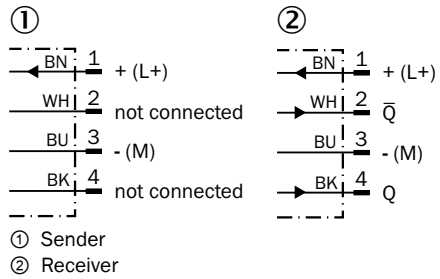 ① ②
BN 1 + (L+) BN 1 + (L+)
WH 2 not connected WH 2 Q̅
BU 3 - (M) BU 3 - (M)
BK 4 not connected BK 4 Q
① Sender
② Receiver